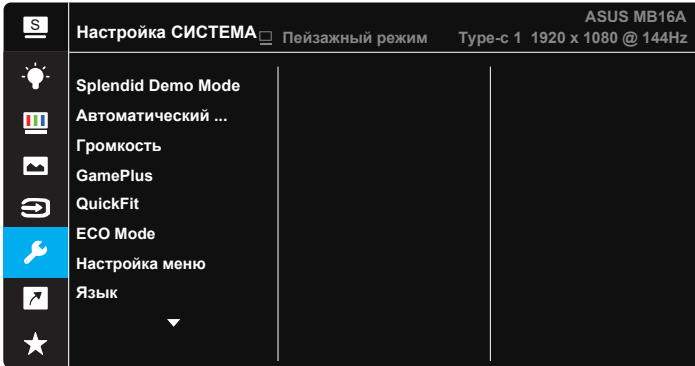 S
ASUS MB16A
Настройка СИСТЕМА Пейзажный режим Type-c 1 1920 x 1080 @ 144Hz
Splendid Demo Mode
Автоматический ...
Громкость
GamePlus
QuickFit
ECO Mode
Настройка меню
Язык